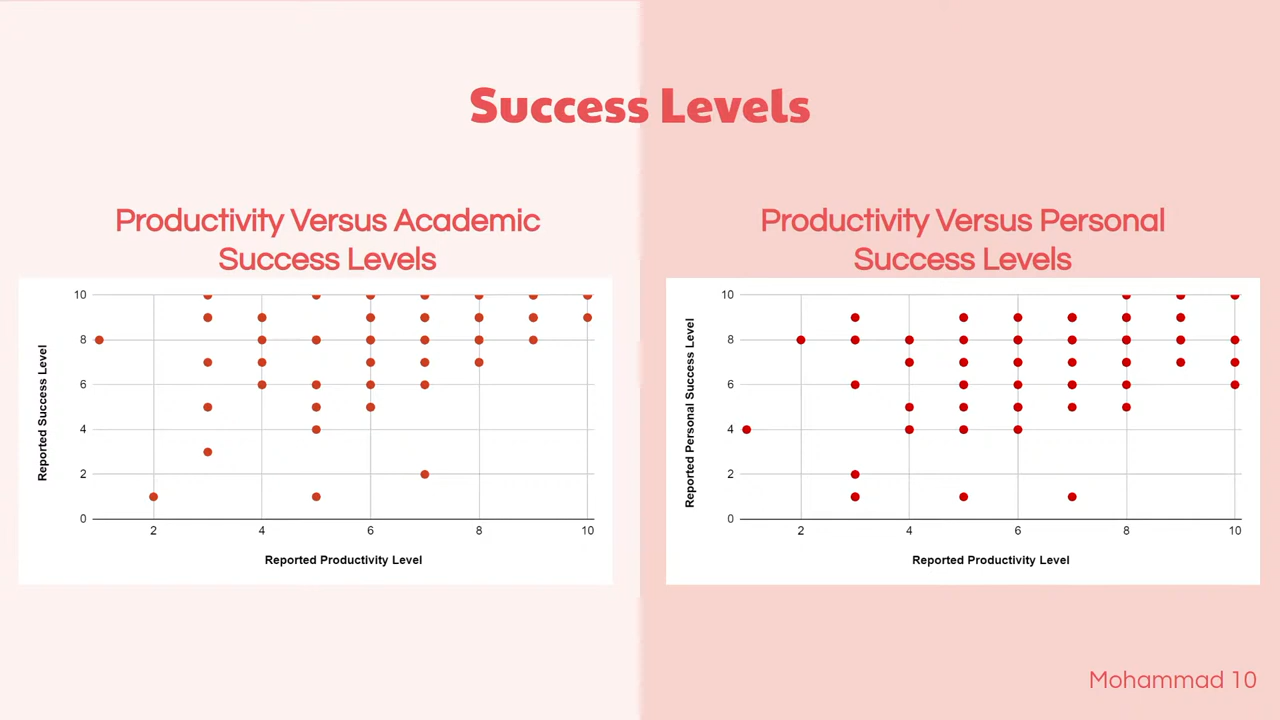 Success Levels
Productivity Versus Academic
Success Levels
10
8
6
4
2
0
Reported Success Level
2 4 6 8 10
Reported Productivity Level
Productivity Versus Personal
Success Levels
10
8
6
4
2
0
Reported Personal Success Level
2 4 6 8 10
Reported Productivity Level
Mohammad 10